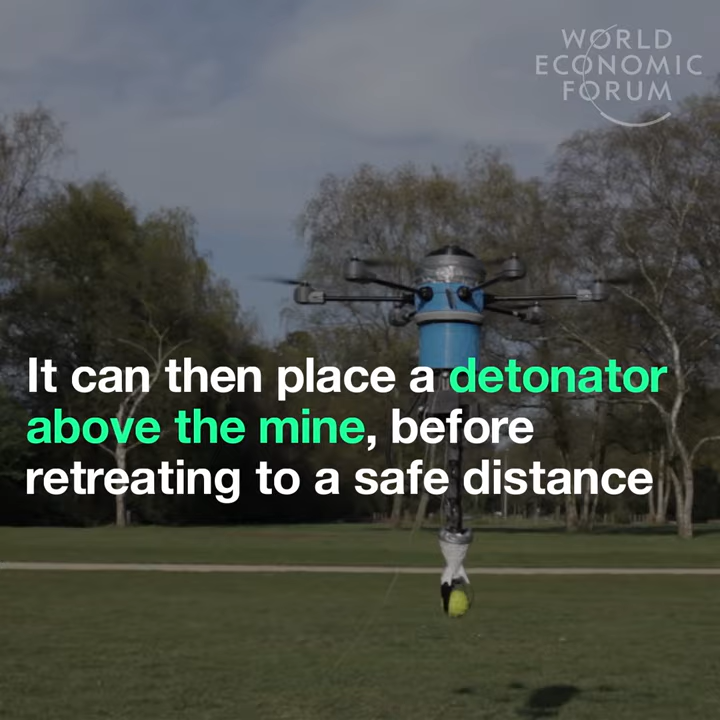 WORLD
ECONOMIC
FORUM
It can then place a detonator
above the mine, before
retreating to a safe distance